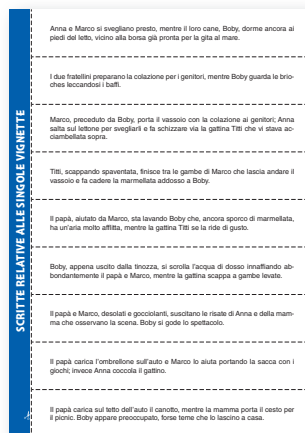 SCRITTE RELATIVE ALLE SINGOLE VIGNETTE
Anna e Marco si svegliano presto, mentre il loro cane, Boby, dorme ancora ai
piedi del letto, vicino alla borsa già pronta per la gita al mare.
I due fratellini preparano la colazione per i genitori, mentre Boby guarda le brio-
ches leccandosi i baffi.
Marco, preceduto da Boby, porta il vassoio con la colazione ai genitori; Anna
salta sul lettone per svegliarli e fa schizzare via la gattina Titti che vi stava ac-
ciambellata sopra.
Titti, scappando spaventata, finisce tra le gambe di Marco che lascia andare il
vassoio e fa cadere la marmellata addosso a Boby.
Il papà, aiutato da Marco, sta lavando Boby che, ancora sporco di marmellata,
ha un'aria molto afflitta, mentre la gattina Titti se la ride di gusto.
Boby, appena uscito dalla tinozza, si scrolla l'acqua di dosso innaffiando ab-
bondantemente il papà e Marco, mentre la gattina scappa a gambe levate.
Il papà e Marco, desolati e gocciolanti, suscitano le risate di Anna e della mam-
ma che osservano la scena. Boby si gode lo spettacolo.
Il papà carica l'ombrellone sull'auto e Marco lo aiuta portando la sacca con i
giochi; invece Anna coccola il gattino.
Il papà carica sul tetto dell'auto il canotto, mentre la mamma porta il cesto per
il picnic. Boby appare preoccupato, forse teme che lo lascino a casa.